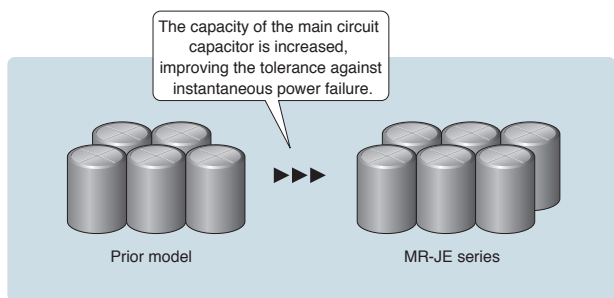 The capacity of the main circuit
capacitor is increased,
improving the tolerance against
instantaneous power failure.
Prior model
MR-JE series